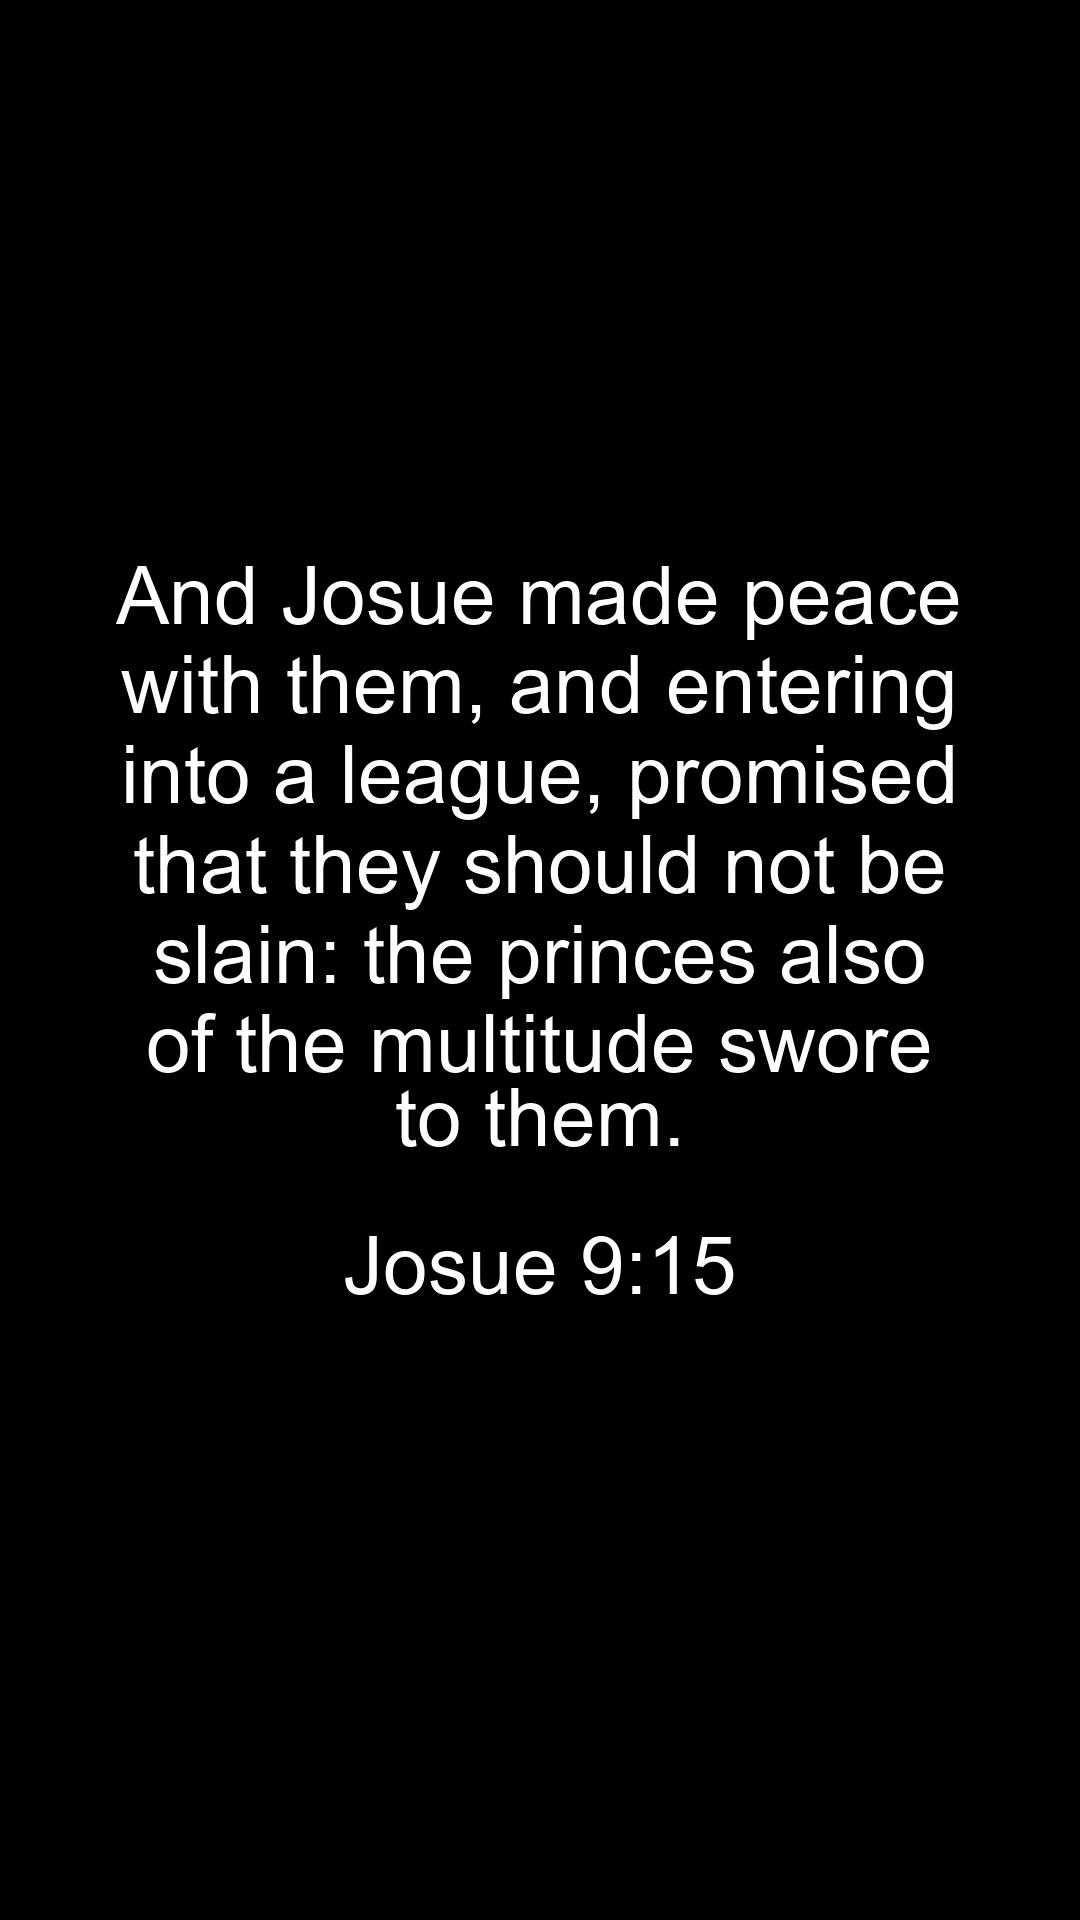 And Josue made peace
with them, and entering
into a league, promised
that they should not be
slain: the princes also
of the multitude swore
to them.
Josue 9:15